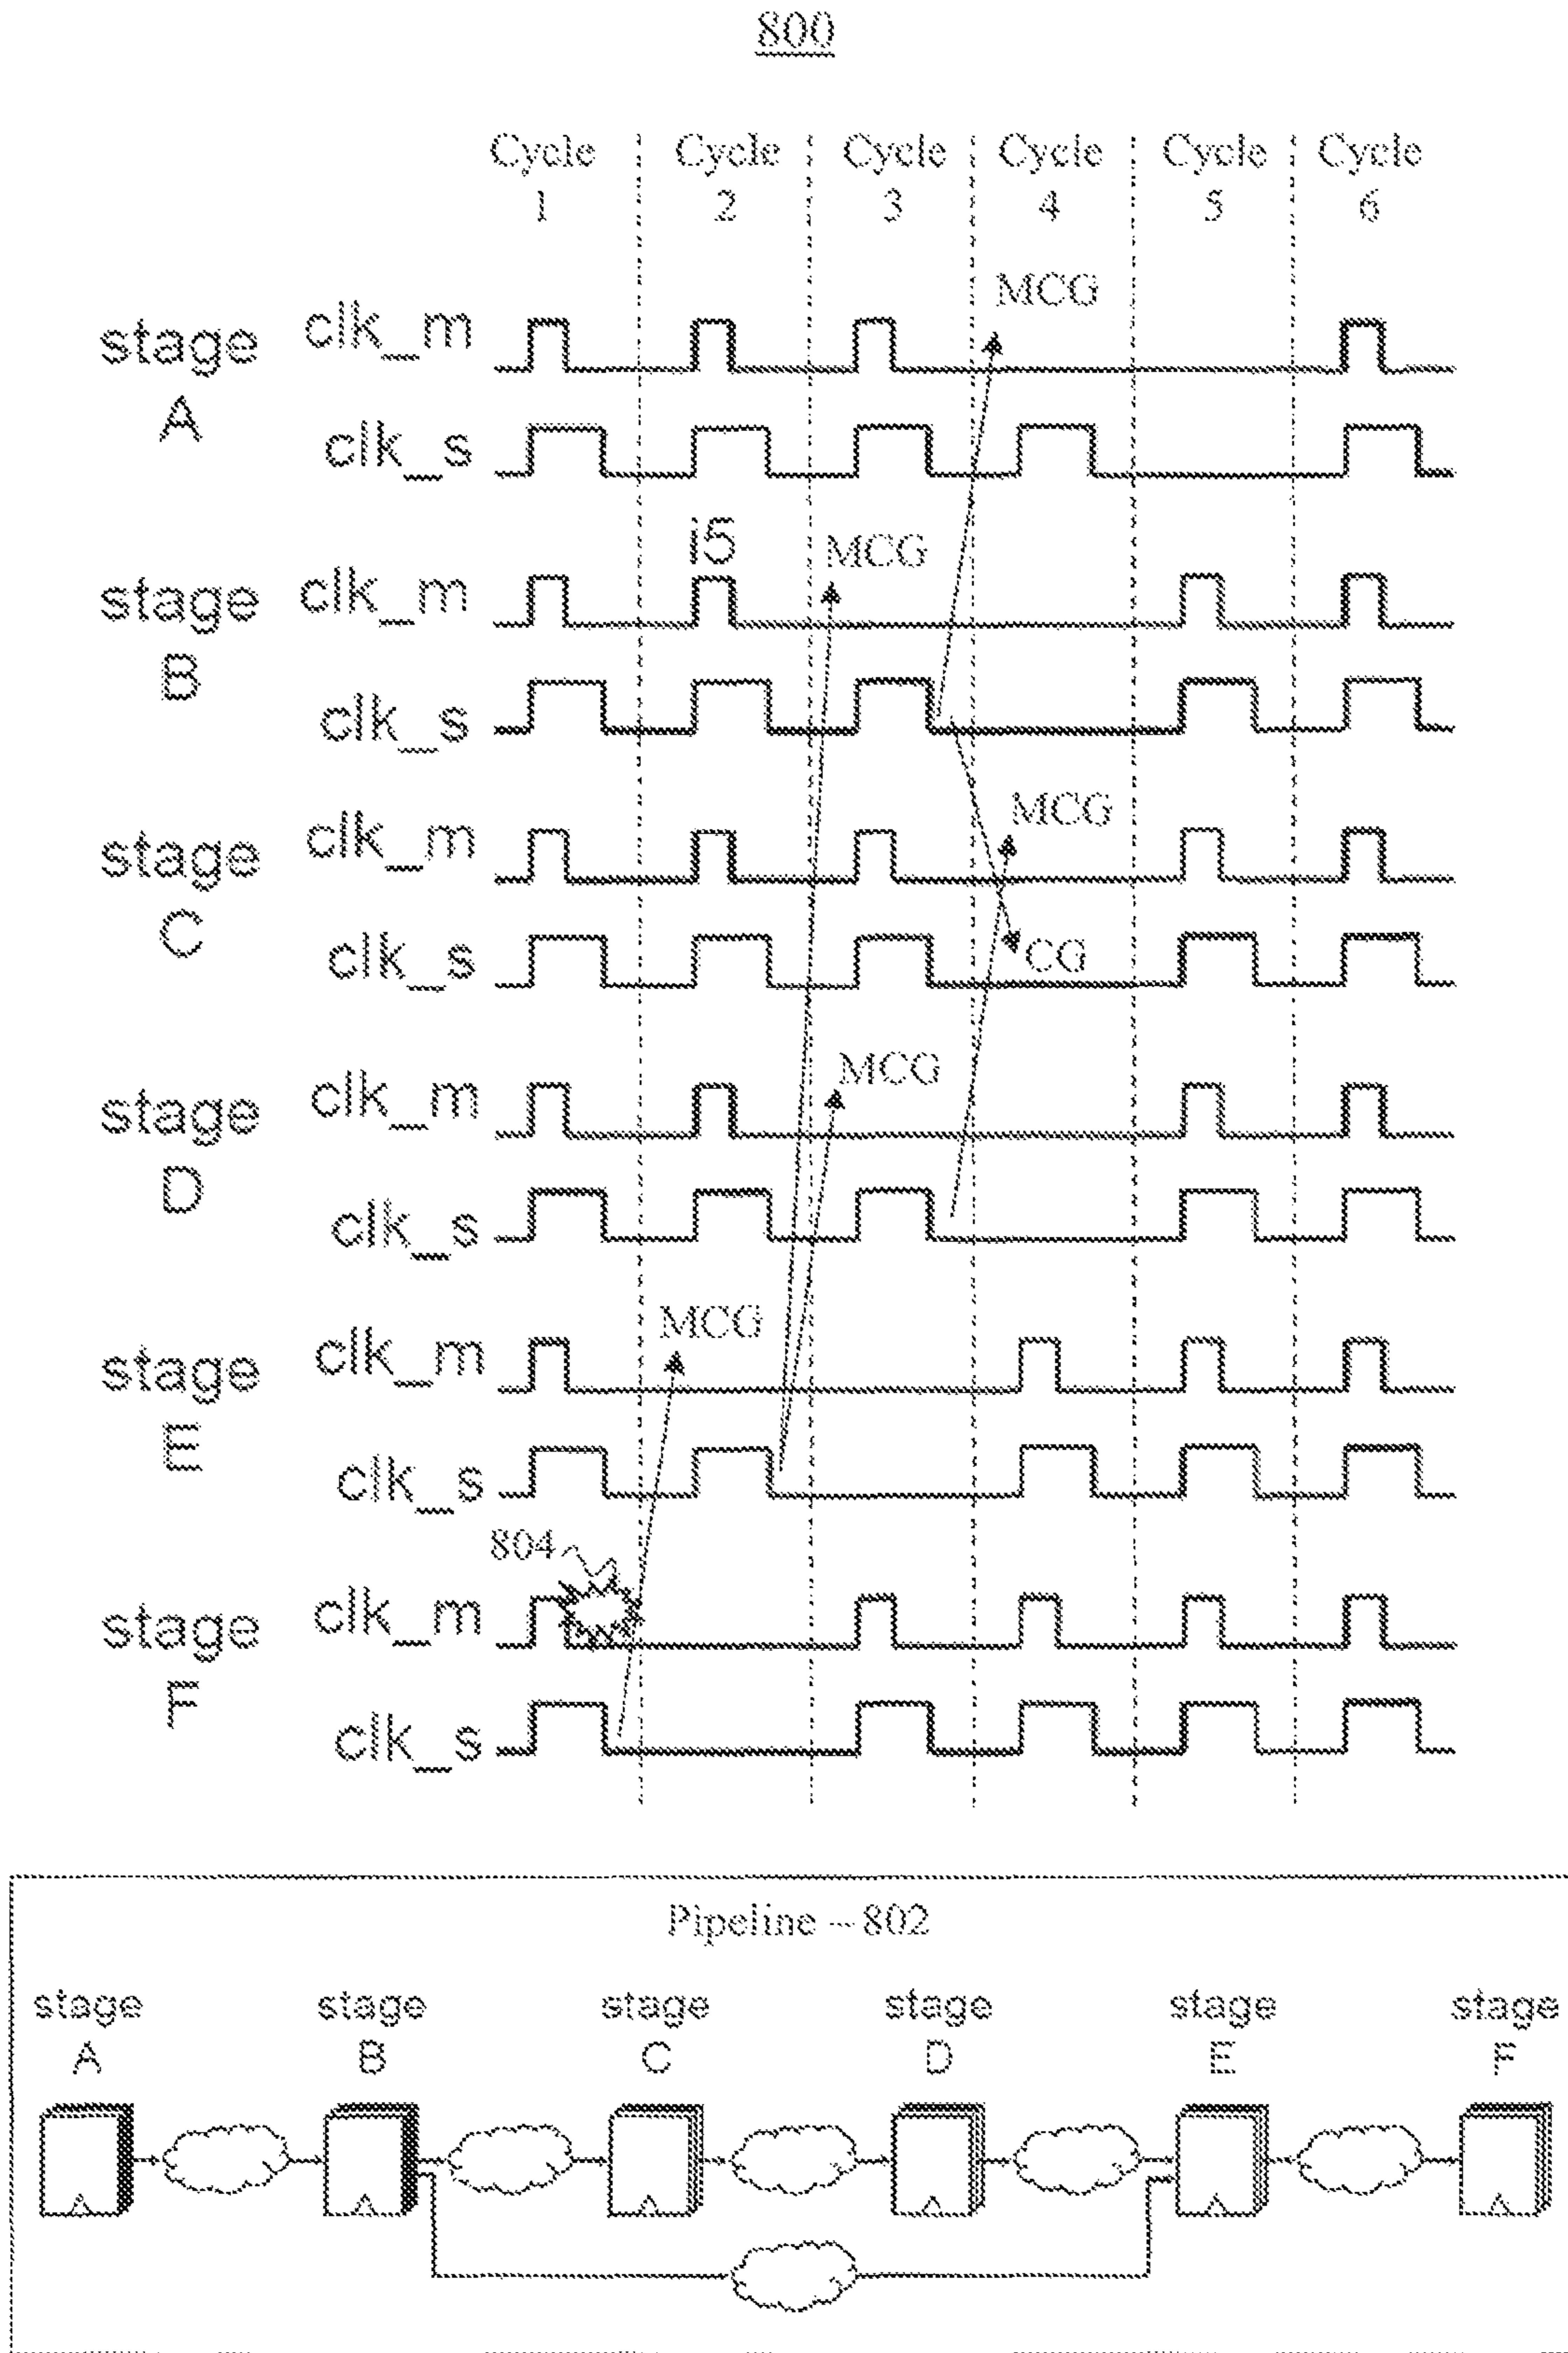 800
Cycle 1
Cycle 2
Cycle 3
Cycle 4
Cycle 5
Cycle 6
MCG
stage A
clk_m
clk_s
i5
MCG
stage B
clk_m
clk_s
MCG
stage C
clk_m
clk_s
CG
MCG
stage D
clk_m
clk_s
MCG
stage E
clk_m
clk_s
804
stage F
clk_m
clk_s
Pipeline - 802
stage A
stage B
stage C
stage D
stage E
stage F